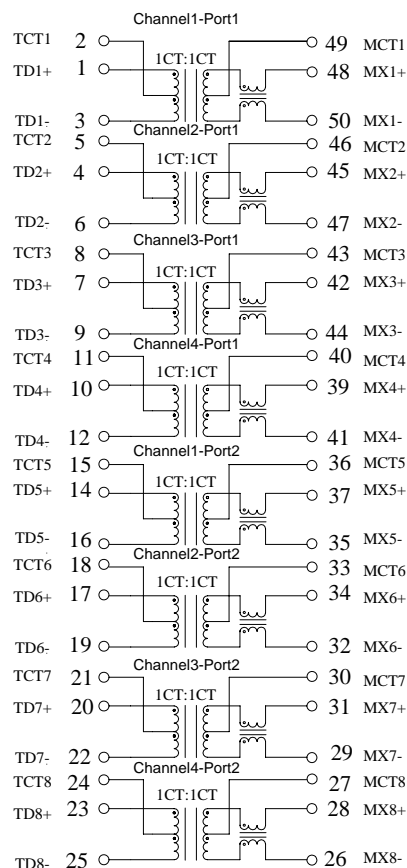 Channel1-Port1
TCT1 2 49 MCT1
1CT:1CT
TD1+ 1 48 MX1+
TD1- 3 50 MX1-
Channel2-Port1
TCT2 5 46 MCT2
1CT:1CT
TD2+ 4 45 MX2+
TD2- 6 47 MX2-
Channel3-Port1
TCT3 8 43 MCT3
1CT:1CT
TD3+ 7 42 MX3+
TD3- 9 44 MX3-
Channel4-Port1
TCT4 11 40 MCT4
1CT:1CT
TD4+ 10 39 MX4+
TD4- 12 41 MX4-
Channel1-Port2
TCT5 15 36 MCT5
1CT:1CT
TD5+ 14 37 MX5+
TD5- 16 35 MX5-
Channel2-Port2
TCT6 18 33 MCT6
1CT:1CT
TD6+ 17 34 MX6+
TD6- 19 32 MX6-
Channel3-Port2
TCT7 21 30 MCT7
1CT:1CT
TD7+ 20 31 MX7+
TD7- 22 29 MX7-
Channel4-Port2
TCT8 24 27 MCT8
1CT:1CT
TD8+ 23 28 MX8+
TD8- 25 26 MX8-